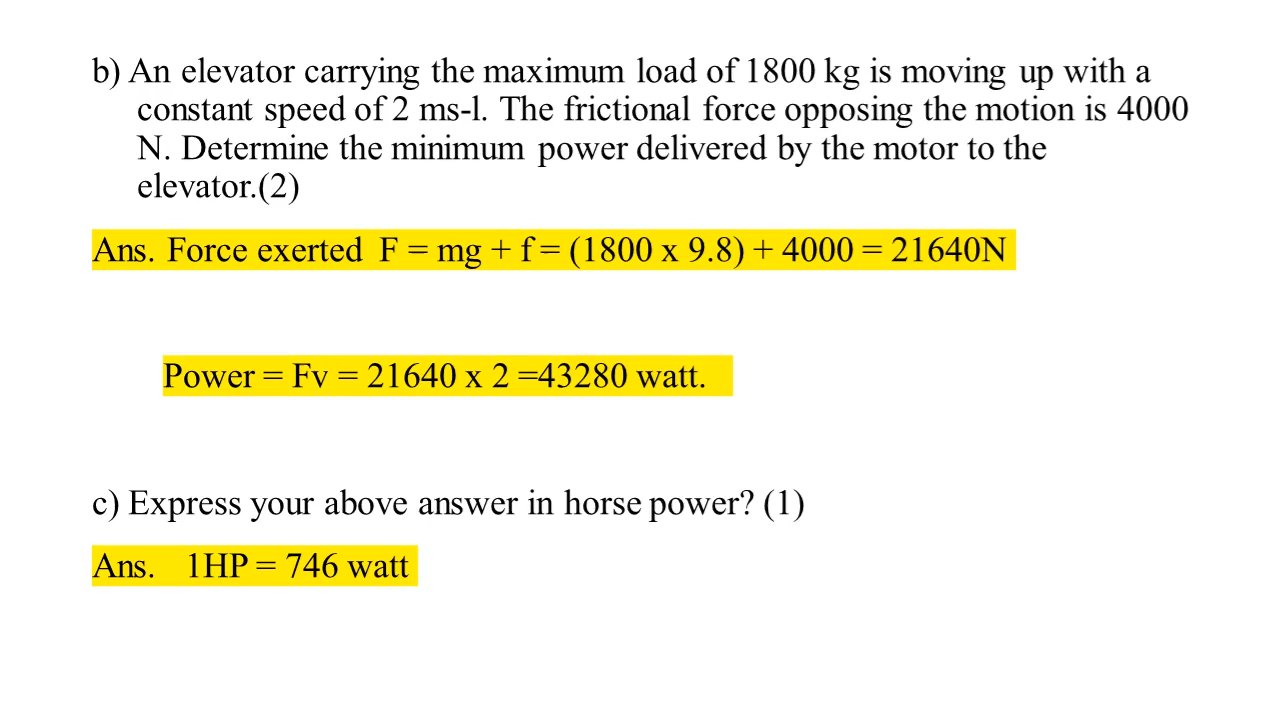 b) An elevator carrying the maximum load of 1800 kg is moving up with a
constant speed of 2 ms-l. The frictional force opposing the motion is 4000
N. Determine the minimum power delivered by the motor to the
elevator.(2)
Ans. Force exerted F = mg + f = (1800 x 9.8) + 4000 = 21640N
Power = Fv = 21640 x 2 =43280 watt.
c) Express your above answer in horse power? (1)
Ans. 1HP = 746 watt